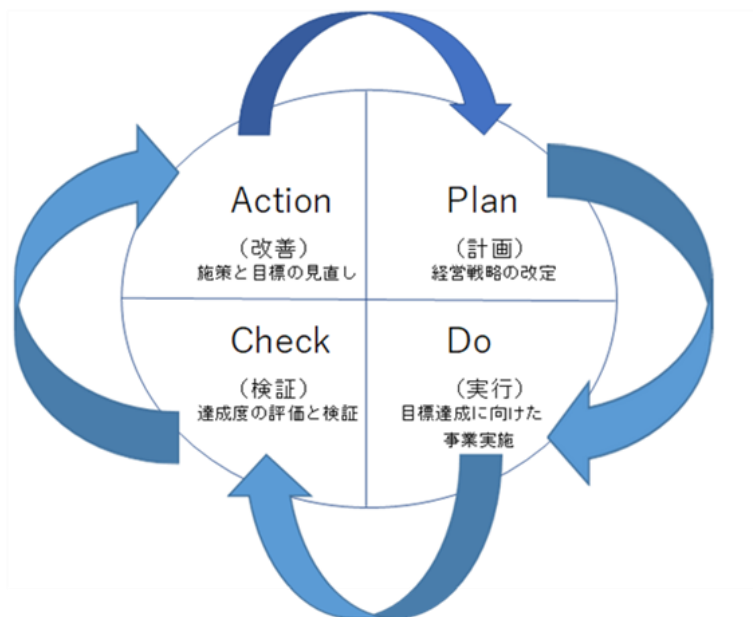 Action
（改善）
施策と目標の見直し
Plan
（計画）
経営戦略の改定
Check
（検証）
達成度の評価と検証
Do
（実行）
目標達成に向けた
事業実施